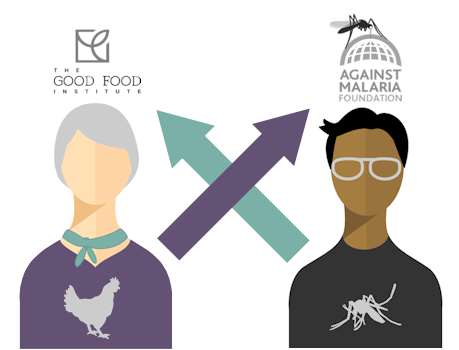 THE
GOOD FOOD
INSTITUTE
AGAINST
MALARIA
FOUNDATION